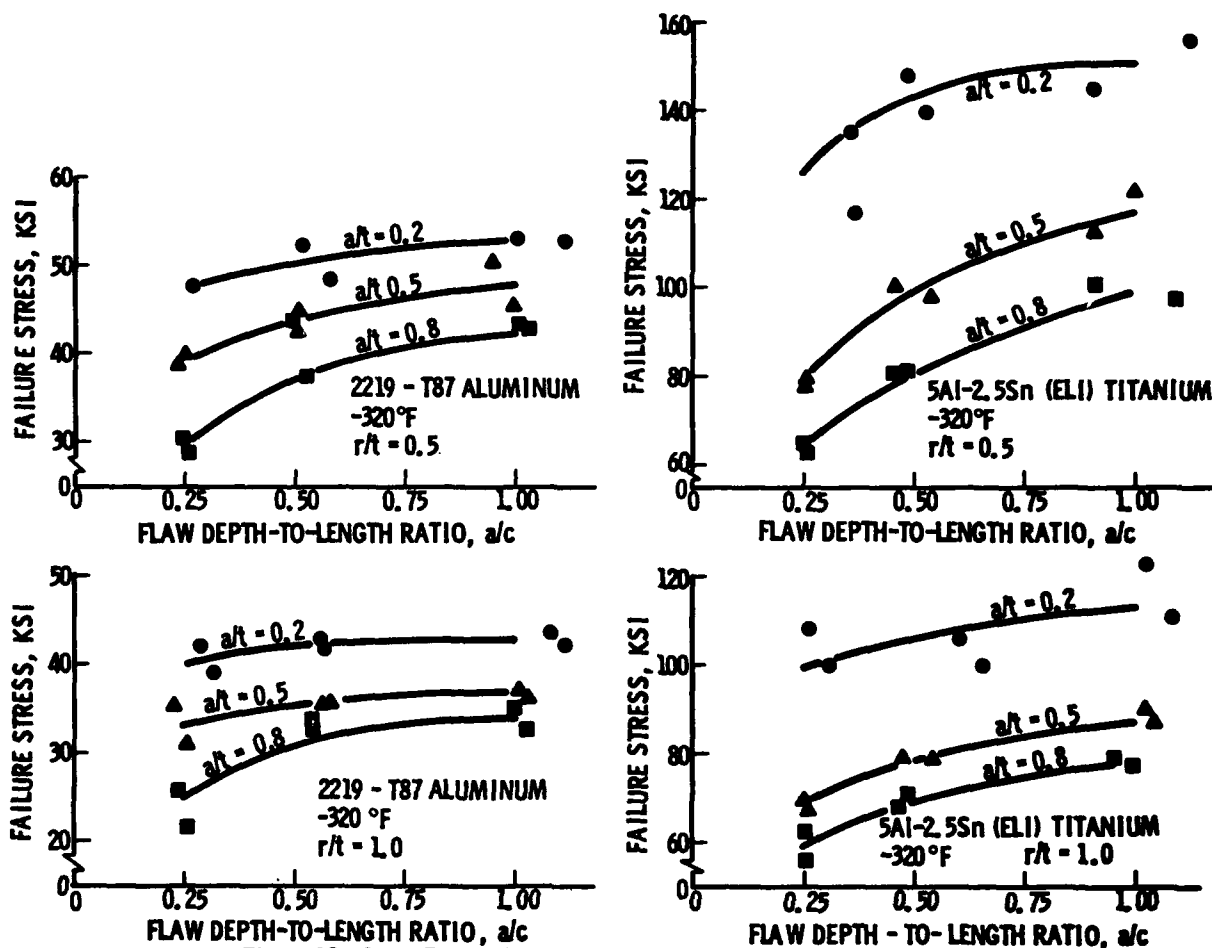 60
50
40
30
0
FAILURE STRESS, KSI
a/t = 0.2
a/t 0.5
a/t = 0.8
2219 - T87 ALUMINUM
-320°F
r/t = 0.5
0 0.25 0.50 0.75 1.00
FLAW DEPTH-TO-LENGTH RATIO, a/c
160
140
120
100
80
60
0
FAILURE STRESS, KSI
a/t = 0.2
a/t = 0.5
a/t = 0.8
5Al-2.5Sn (ELI) TITANIUM
-320°F
r/t = 0.5
0 0.25 0.50 0.75 1.00
FLAW DEPTH-TO-LENGTH RATIO, a/c
50
40
30
20
0
FAILURE STRESS, KSI
a/t = 0.2
a/t = 0.5
a/t = 0.8
2219 - T87 ALUMINUM
-320 °F
r/t = 1.0
0 0.25 0.50 0.75 1.00
FLAW DEPTH-TO-LENGTH RATIO, a/c
120
100
80
60
0
FAILURE STRESS, KSI
a/t = 0.2
a/t = 0.5
a/t = 0.8
5Al-2.5Sn (ELI) TITANIUM
-320°F r/t = 1.0
0 0.25 0.50 0.75 1.00
FLAW DEPTH - TO- LENGTH RATIO, a/c